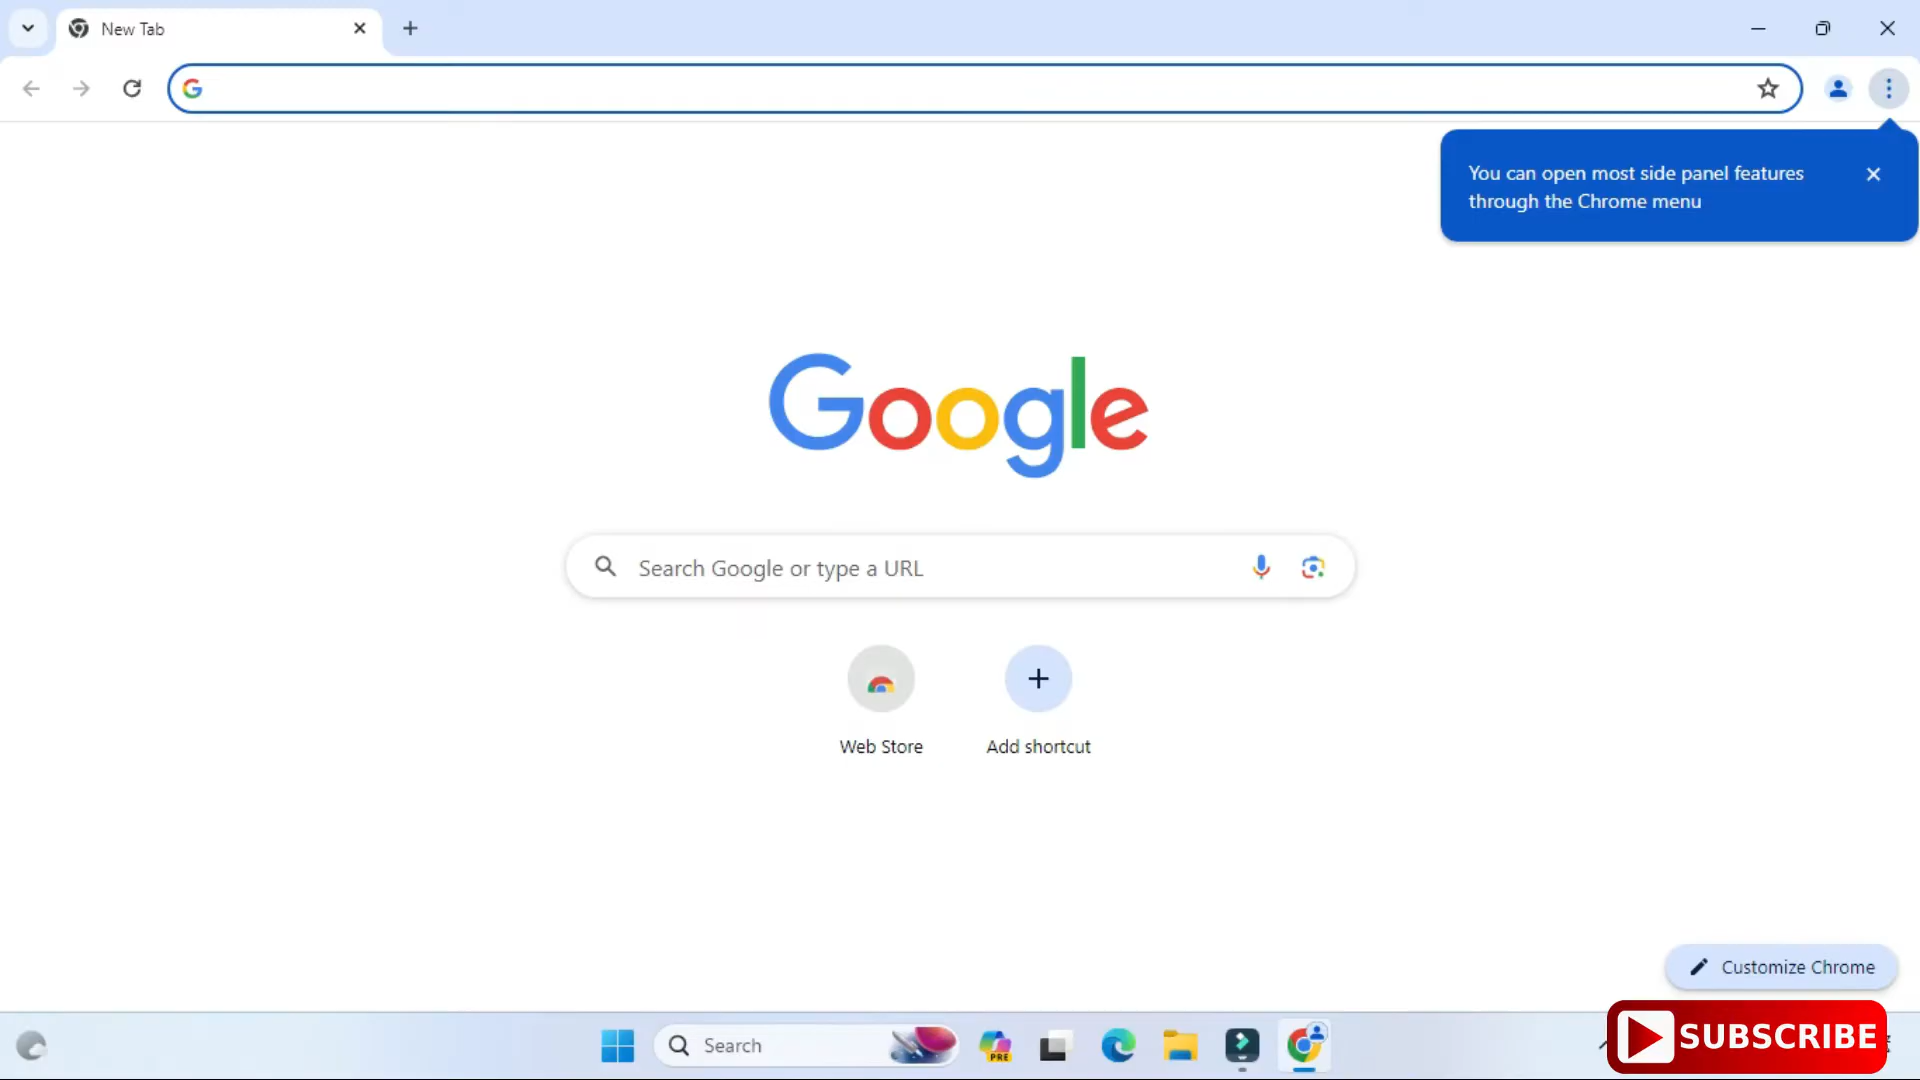 New Tab
You can open most side panel features
through the Chrome menu
Google
Search Google or type a URL
Web Store
Add shortcut
Customize Chrome
Search
PRE
SUBSCRIBE